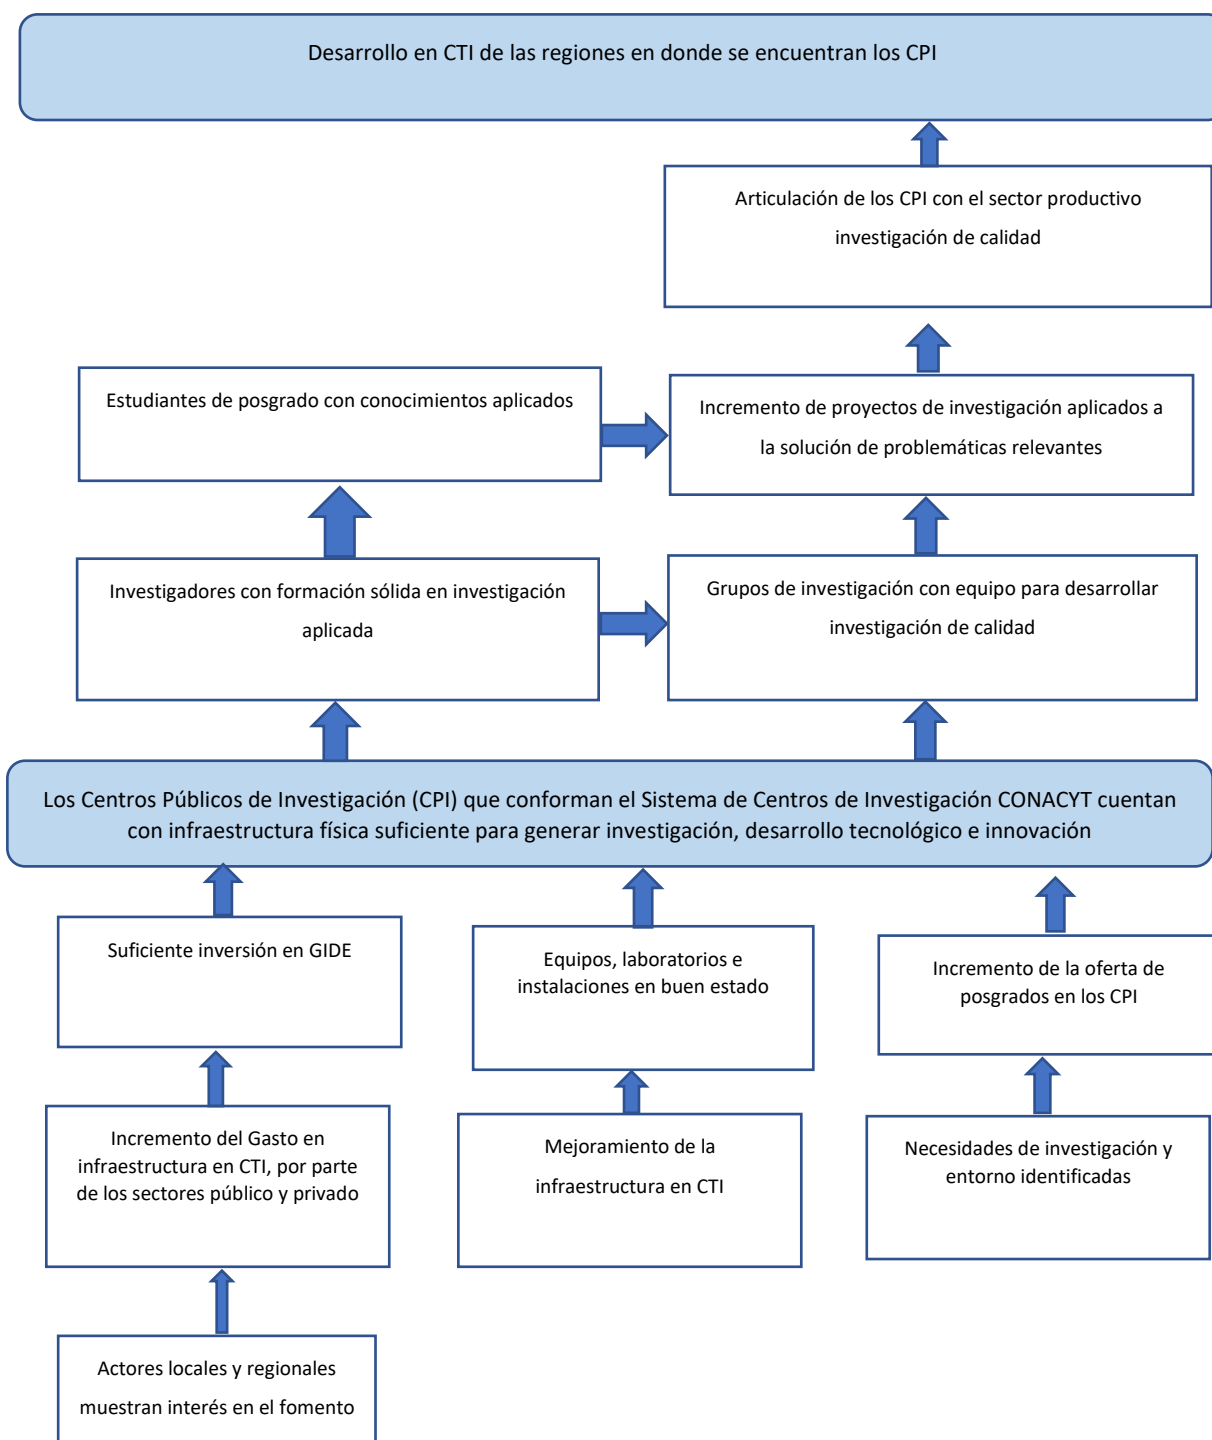 Desarrollo en CTI de las regiones en donde se encuentran los CPI
Articulación de los CPI con el sector productivo
investigación de calidad
Estudiantes de posgrado con conocimientos aplicados
Incremento de proyectos de investigación aplicados a
la solución de problemáticas relevantes
Investigadores con formación sólida en investigación
aplicada
Grupos de investigación con equipo para desarrollar
investigación de calidad
Los Centros Públicos de Investigación (CPI) que conforman el Sistema de Centros de Investigación CONACYT cuentan
con infraestructura física suficiente para generar investigación, desarrollo tecnológico e innovación
Suficiente inversión en GIDE
Equipos, laboratorios e
instalaciones en buen estado
Incremento de la oferta de
posgrados en los CPI
Incremento del Gasto en
infraestructura en CTI, por parte
de los sectores público y privado
Mejoramiento de la
infraestructura en CTI
Necesidades de investigación y
entorno identificadas
Actores locales y regionales
muestran interés en el fomento